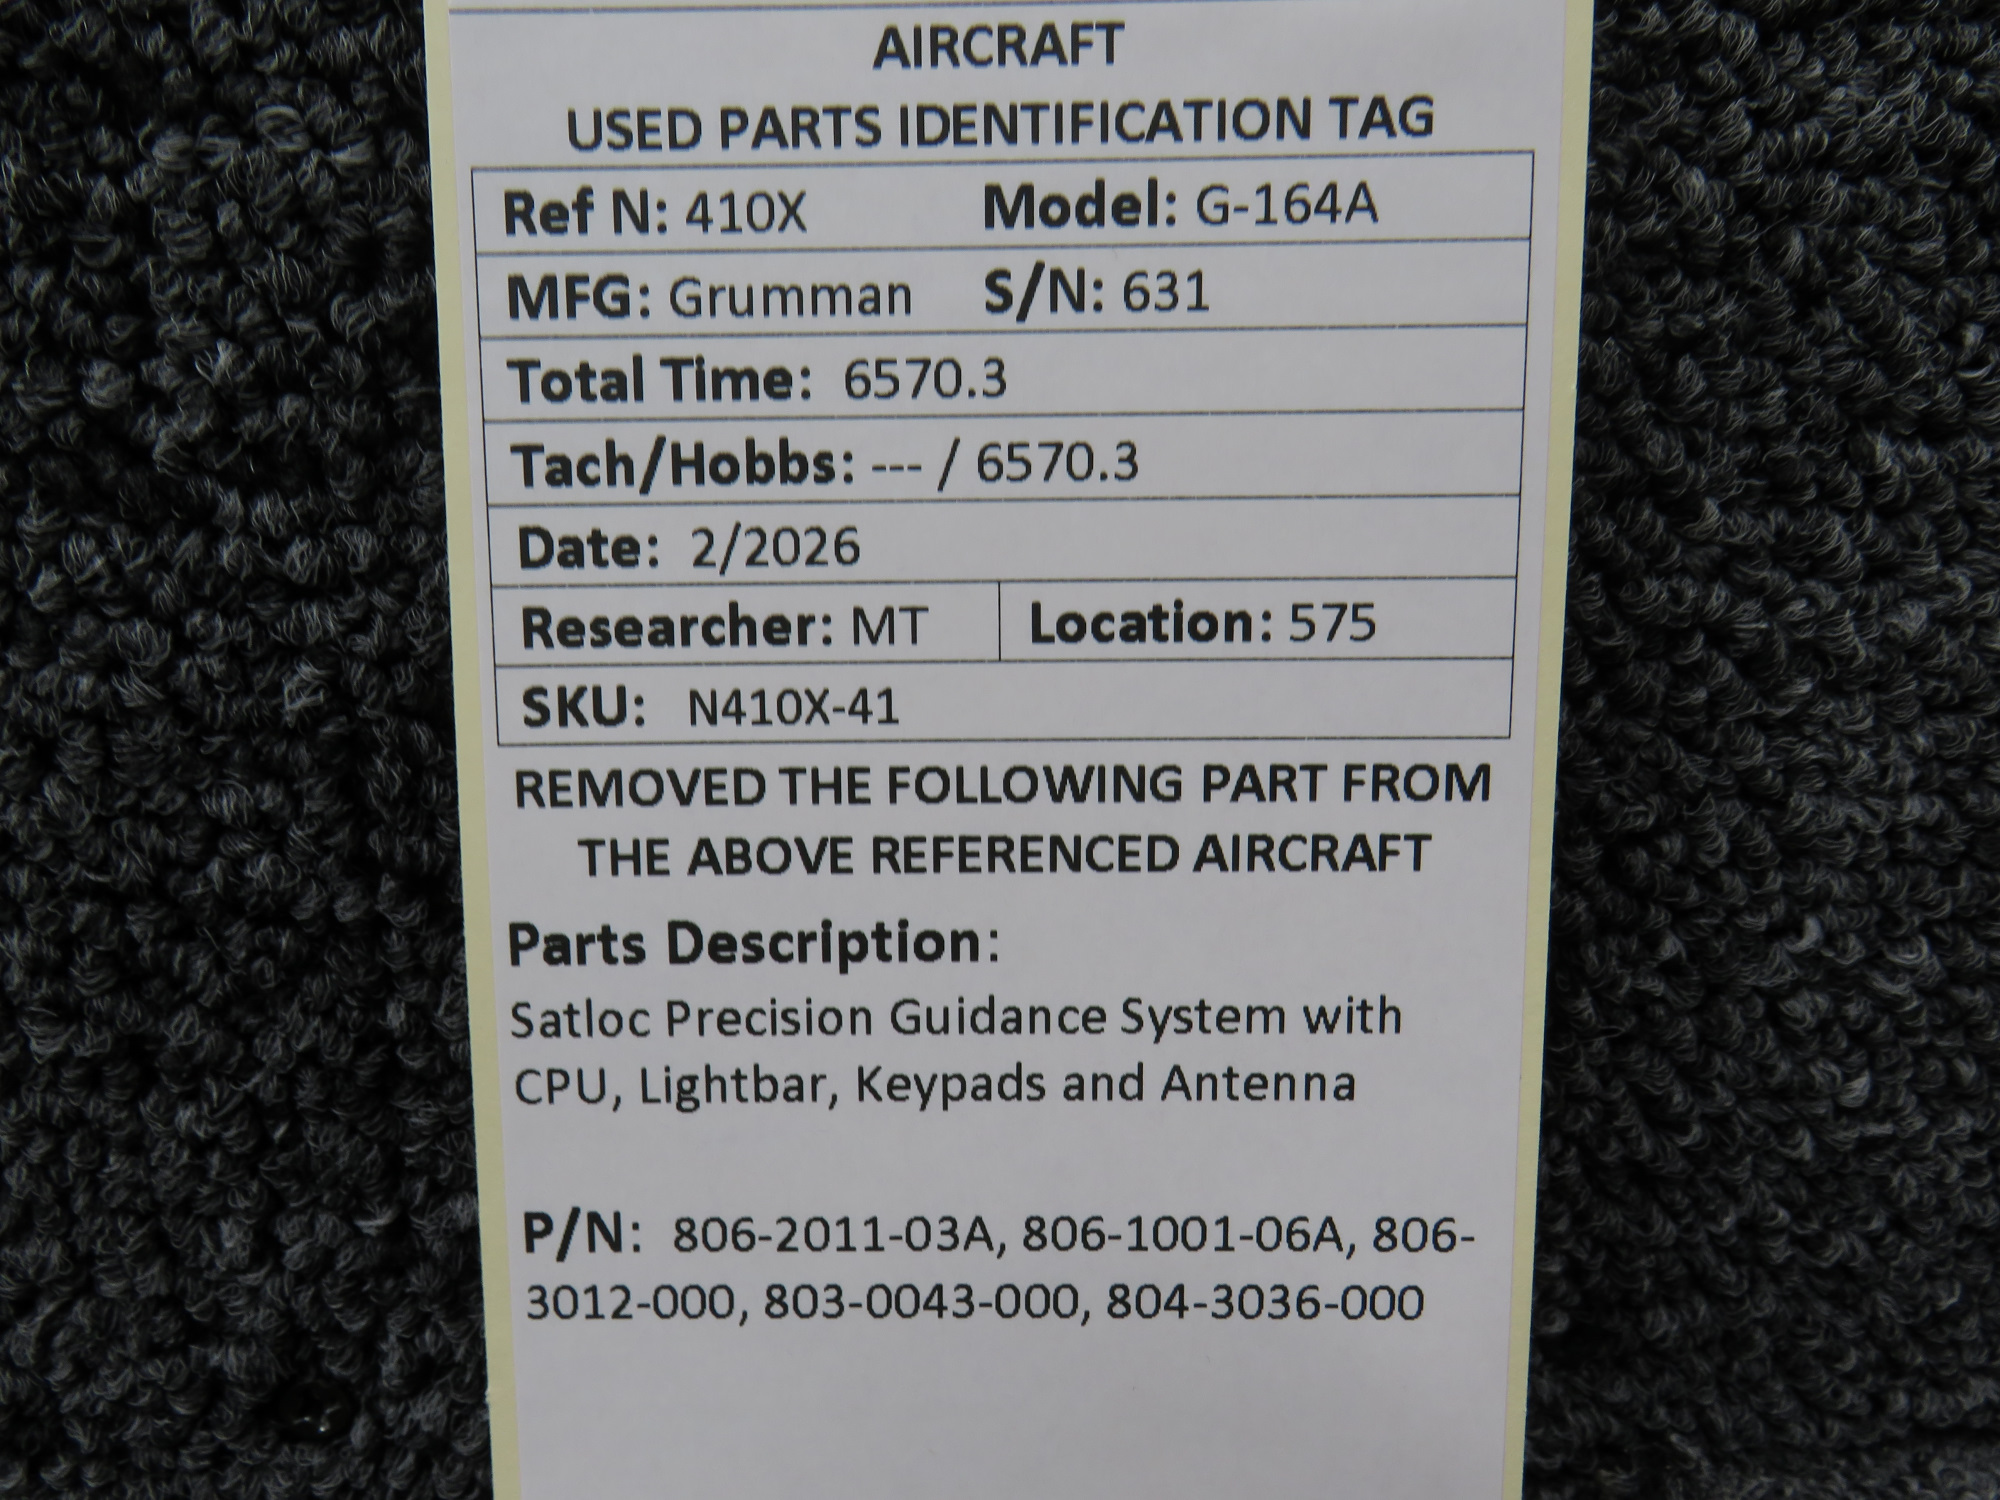 AIRCRAFT
USED PARTS IDENTIFICATION TAG
Ref N: 410X Model: G-164A
MFG: Grumman S/N: 631
Total Time: 6570.3
Tach/Hobbs: --- / 6570.3
Date: 2/2026
Researcher: MT Location: 575
SKU: N410X-41
REMOVED THE FOLLOWING PART FROM
THE ABOVE REFERENCED AIRCRAFT
Parts Description:
Satloc Precision Guidance System with
CPU, Lightbar, Keypads and Antenna
P/N: 806-2011-03A, 806-1001-06A, 806-
3012-000, 803-0043-000, 804-3036-000